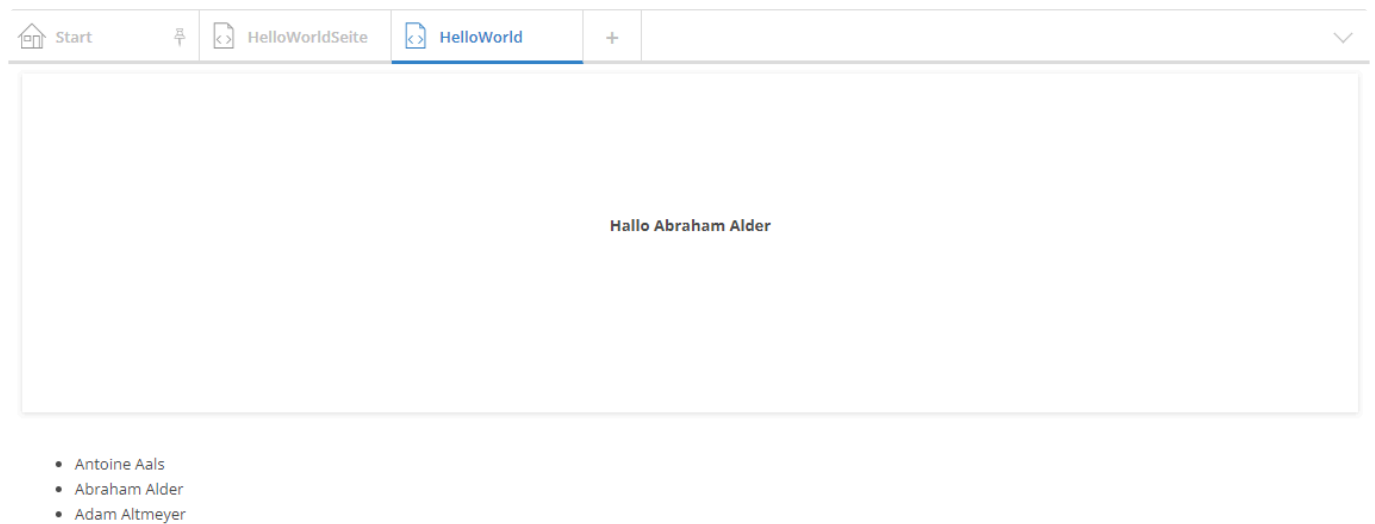 Start HelloWorldSeite HelloWorld +
Hallo Abraham Alder
• Antoine Aals
• Abraham Alder
• Adam Altmeyer